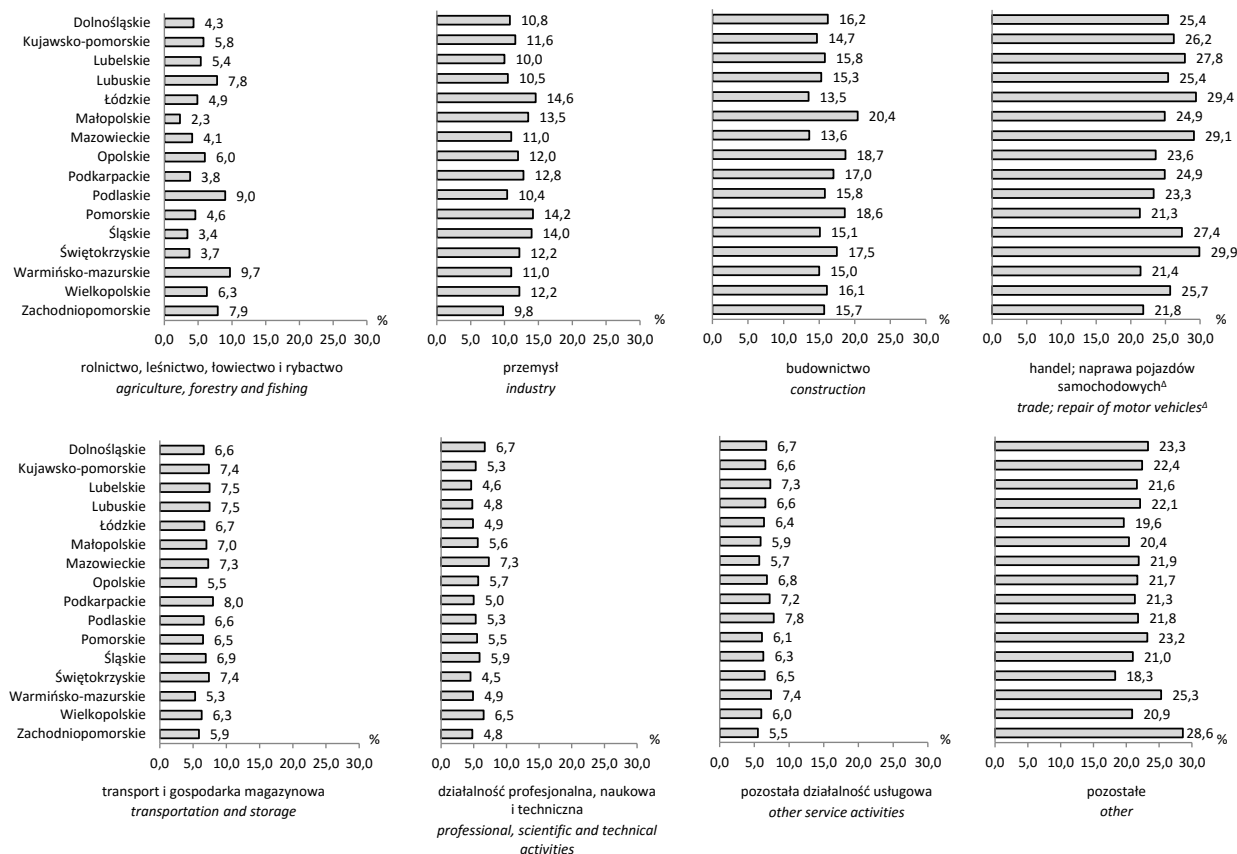 Dolnośląskie 4,3 10,8 16,2 25,4
Kujawsko-pomorskie 5,8 11,6 14,7 26,2
Lubelskie 5,4 10,0 15,8 27,8
Lubuskie 7,8 10,5 15,3 25,4
Łódzkie 4,9 14,6 13,5 29,4
Małopolskie 2,3 13,5 20,4 24,9
Mazowieckie 4,1 11,0 13,6 29,1
Opolskie 6,0 12,0 18,7 23,6
Podkarpackie 3,8 12,8 17,0 24,9
Podlaskie 9,0 10,4 15,8 23,3
Pomorskie 4,6 14,2 18,6 21,3
Śląskie 3,4 14,0 15,1 27,4
Świętokrzyskie 3,7 12,2 17,5 29,9
Warmińsko-mazurskie 9,7 11,0 15,0 21,4
Wielkopolskie 6,3 12,2 16,1 25,7
Zachodniopomorskie 7,9 9,8 15,7 21,8
% % % %
0,0 5,0 10,0 15,0 20,0 25,0 30,0 0,0 5,0 10,0 15,0 20,0 25,0 30,0 0,0 5,0 10,0 15,0 20,0 25,0 30,0 0,0 5,0 10,0 15,0 20,0 25,0 30,0
rolnictwo, leśnictwo, łowiectwo i rybactwo
agriculture, forestry and fishing
przemysł
industry
budownictwo
construction
handel; naprawa pojazdów
samochodowychΔ
trade; repair of motor vehiclesΔ
Dolnośląskie 6,6 6,7 6,7 23,3
Kujawsko-pomorskie 7,4 5,3 6,6 22,4
Lubelskie 7,5 4,6 7,3 21,6
Lubuskie 7,5 4,8 6,6 22,1
Łódzkie 6,7 4,9 6,4 19,6
Małopolskie 7,0 5,6 5,9 20,4
Mazowieckie 7,3 7,3 5,7 21,9
Opolskie 5,5 5,7 6,8 21,7
Podkarpackie 8,0 5,0 7,2 21,3
Podlaskie 6,6 5,3 7,8 21,8
Pomorskie 6,5 5,5 6,1 23,2
Śląskie 6,9 5,9 6,3 21,0
Świętokrzyskie 7,4 4,5 6,5 18,3
Warmińsko-mazurskie 5,3 4,9 7,4 25,3
Wielkopolskie 6,3 6,5 6,0 20,9
Zachodniopomorskie 5,9 4,8 5,5 28,6
% % % %
0,0 5,0 10,0 15,0 20,0 25,0 30,0 0,0 5,0 10,0 15,0 20,0 25,0 30,0 0,0 5,0 10,0 15,0 20,0 25,0 30,0 0,0 5,0 10,0 15,0 20,0 25,0 30,0
transport i gospodarka magazynowa
transportation and storage
działalność profesjonalna, naukowa
i techniczna
professional, scientific and technical
activities
pozostała działalność usługowa
other service activities
pozostałe
other